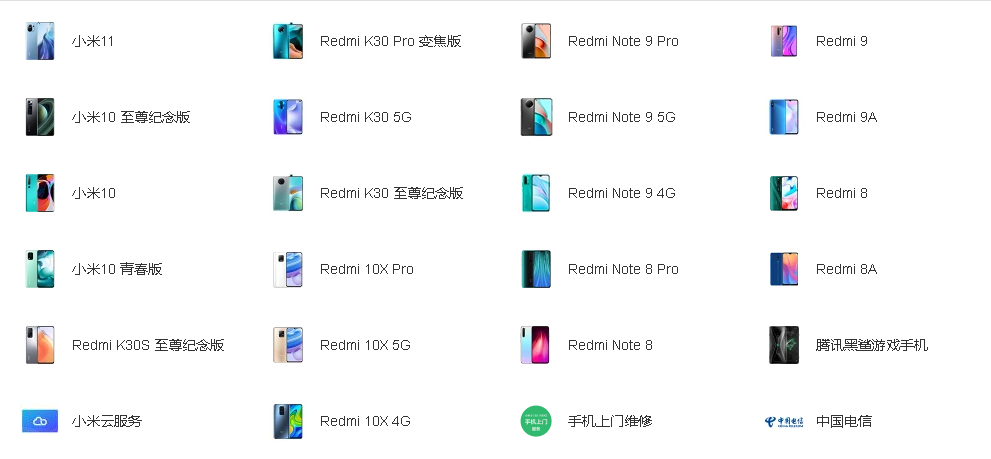 小米11
Redmi K30 Pro 变焦版
Redmi Note 9 Pro
Redmi 9
小米10 至尊纪念版
Redmi K30 5G
Redmi Note 9 5G
Redmi 9A
小米10
Redmi K30 至尊纪念版
Redmi Note 9 4G
Redmi 8
小米10 青春版
Redmi 10X Pro
Redmi Note 8 Pro
Redmi 8A
Redmi K30S 至尊纪念版
Redmi 10X 5G
Redmi Note 8
腾讯黑鲨游戏手机
小米云服务
Redmi 10X 4G
手机上门
服务
手机上门维修
中国电信
中国电信